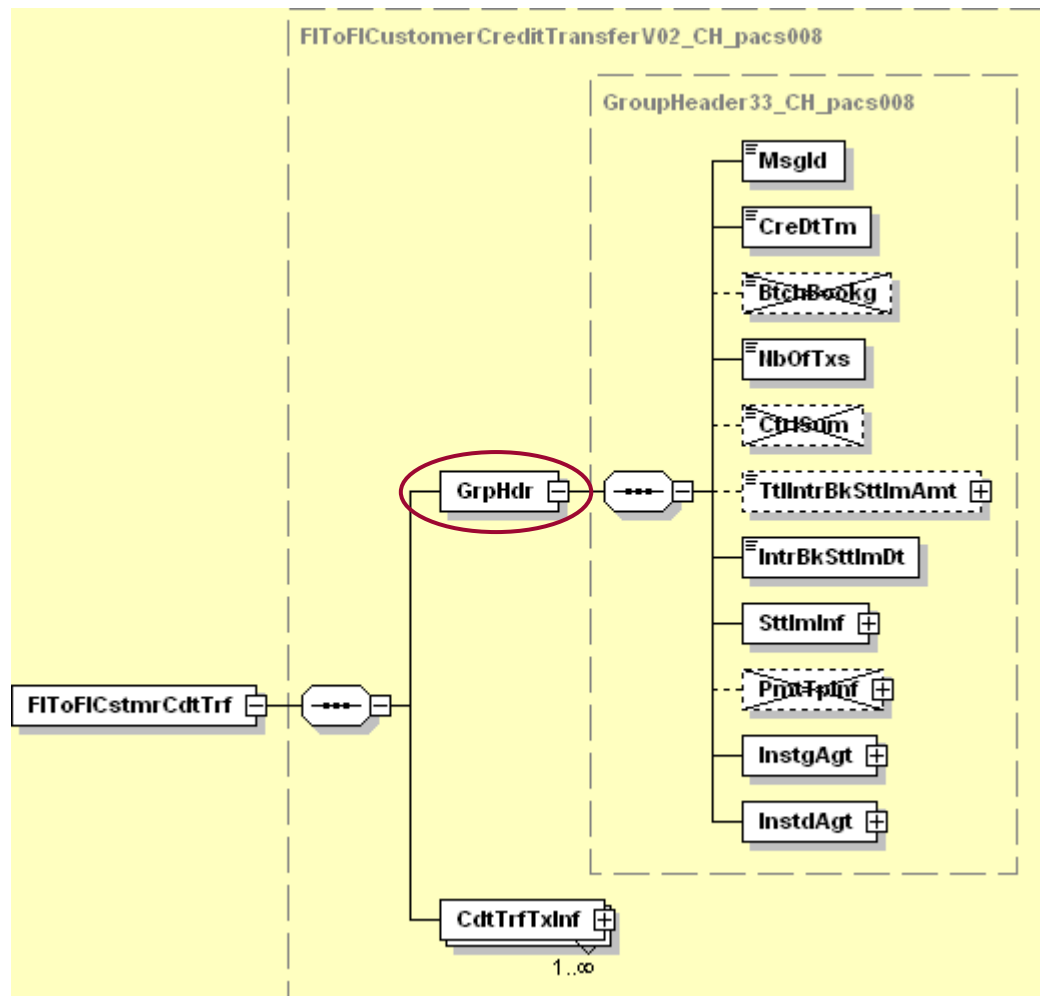 FIToFICustomerCreditTransferV02_CH_pacs008
GroupHeader33_CH_pacs008
MsgId
CreDtTm
BtchBookg
NbOfTxs
CtrlSum
GrpHdr
TtlIntrBkSttlmAmt
IntrBkSttlmDt
SttlmInf
FIToFICstmrCdtTrf
PmtTpInf
InstgAgt
InstdAgt
CdtTrfTxInf
1..∞